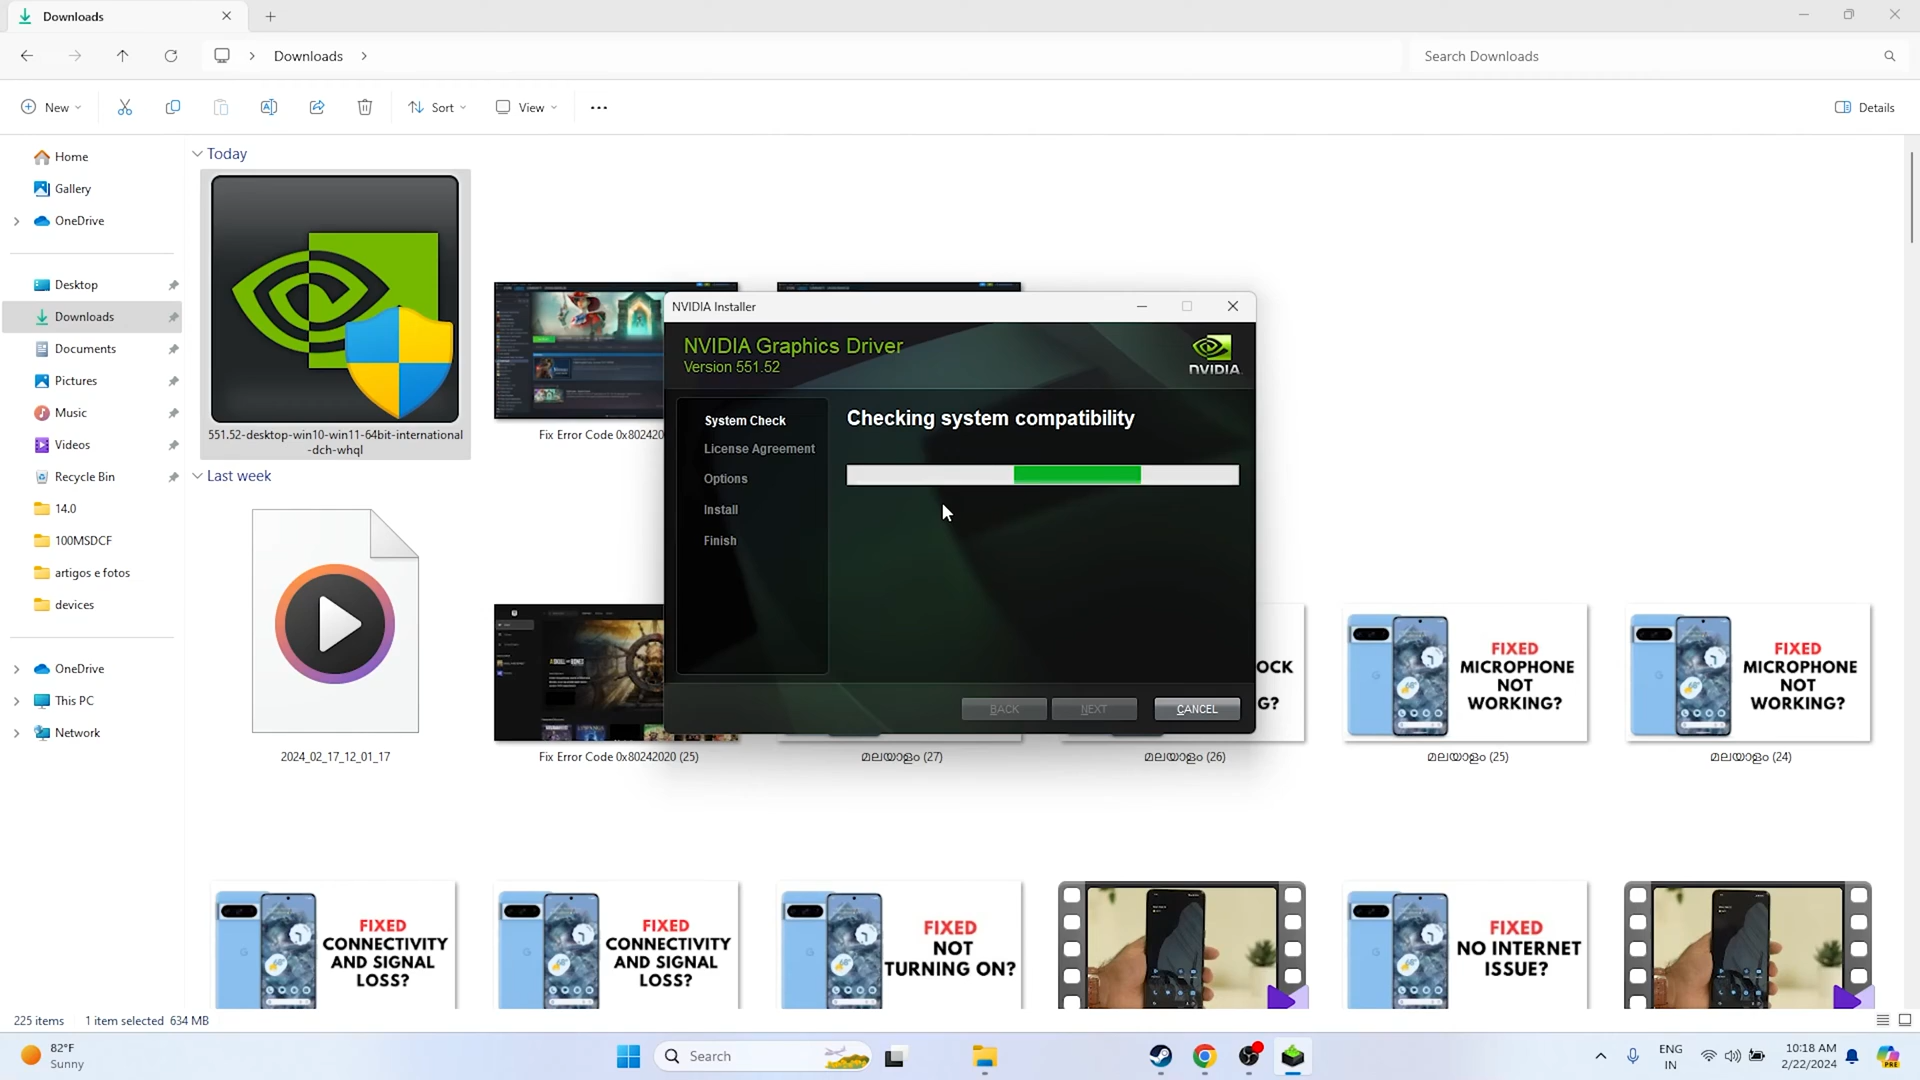 Downloads
Downloads
Search Downloads
New
Sort
View
Details
Home
Gallery
OneDrive
Desktop
Downloads
Documents
Pictures
Music
Videos
Recycle Bin
14.0
100MSDCF
artigos e fotos
devices
OneDrive
This PC
Network
Today
551.52-desktop-win10-win11-64bit-international
-dch-whql
Fix Error Code 0x802420
Last week
2024_02_17_12_01_17
Fix Error Code 0x80242020 (25)
മലയാളം (27)
മലയാളം (26)
മലയാളം (25)
മലയാളം (24)
NVIDIA Installer
NVIDIA Graphics Driver
Version 551.52
NVIDIA
System Check
License Agreement
Options
Install
Finish
Checking system compatibility
BACK
NEXT
CANCEL
OCK
G?
FIXED
MICROPHONE
NOT
WORKING?
FIXED
MICROPHONE
NOT
WORKING?
FIXED
CONNECTIVITY
AND SIGNAL
LOSS?
FIXED
CONNECTIVITY
AND SIGNAL
LOSS?
FIXED
NOT
TURNING ON?
FIXED
NO INTERNET
ISSUE?
225 items
1 item selected 634 MB
82°F
Sunny
Search
ENG
IN
10:18 AM
2/22/2024
PRE